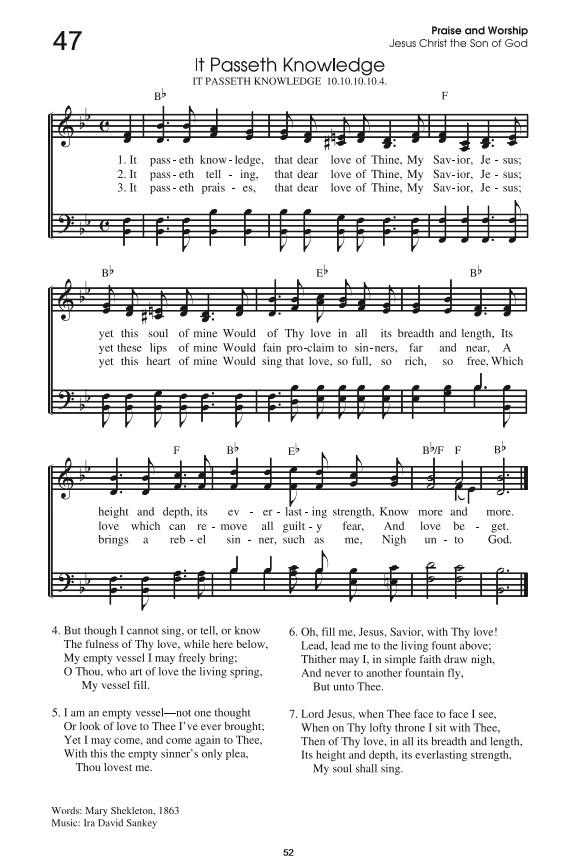 47
Praise and Worship
Jesus Christ the Son of God
It Passeth Knowledge
IT PASSETH KNOWLEDGE 10.10.10.10.4.
B♭ F
1. It pass - eth know - ledge, that dear love of Thine, My Sav - ior, Je - sus;
2. It pass - eth tell - ing, that dear love of Thine, My Sav - ior, Je - sus;
3. It pass - eth prais - es, that dear love of Thine, My Sav - ior, Je - sus;
B♭ E♭ B♭
yet this soul of mine Would of Thy love in all its breadth and length, Its
yet these lips of mine Would fain pro-claim to sin-ners, far and near, A
yet this heart of mine Would sing that love, so full, so rich, so free, Which
F B♭ E♭ B♭/F F B♭
height and depth, its ev - er - last - ing strength, Know more and more.
love which can re - move all guilt - y fear, And love be - get.
brings a reb - el sin - ner, such as me, Nigh un - to God.
4. But though I cannot sing, or tell, or know
The fulness of Thy love, while here below,
My empty vessel I may freely bring;
O Thou, who art of love the living spring,
My vessel fill.
5. I am an empty vessel—not one thought
Or look of love to Thee I've ever brought;
Yet I may come, and come again to Thee,
With this the empty sinner's only plea,
Thou lovest me.
6. Oh, fill me, Jesus, Savior, with Thy love!
Lead, lead me to the living fount above;
Thither may I, in simple faith draw nigh,
And never to another fountain fly,
But unto Thee.
7. Lord Jesus, when Thee face to face I see,
When on Thy lofty throne I sit with Thee,
Then of Thy love, in all its breadth and length,
Its height and depth, its everlasting strength,
My soul shall sing.
Words: Mary Shekleton, 1863
Music: Ira David Sankey
52